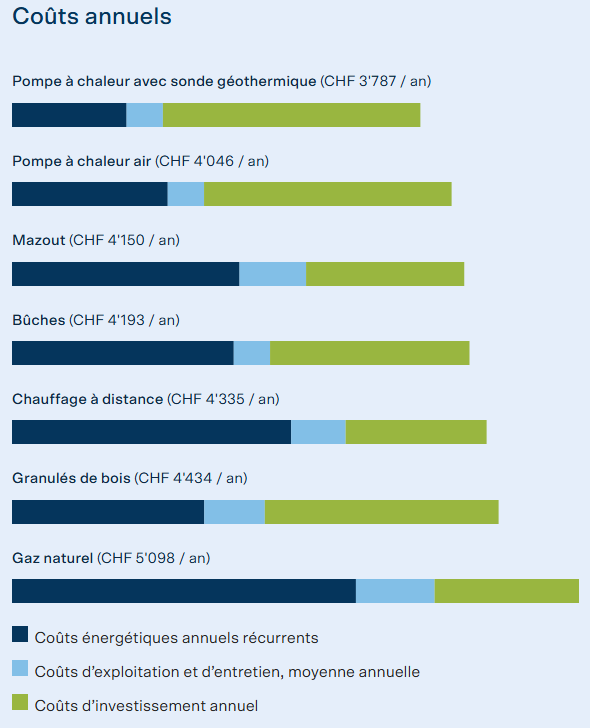 Coûts annuels
Pompe à chaleur avec sonde géothermique (CHF 3'787 / an)
Pompe à chaleur air (CHF 4'046 / an)
Mazout (CHF 4'150 / an)
Bûches (CHF 4'193 / an)
Chauffage à distance (CHF 4'335 / an)
Granulés de bois (CHF 4'434 / an)
Gaz naturel (CHF 5'098 / an)
Coûts énergétiques annuels récurrents
Coûts d’exploitation et d’entretien, moyenne annuelle
Coûts d’investissement annuel